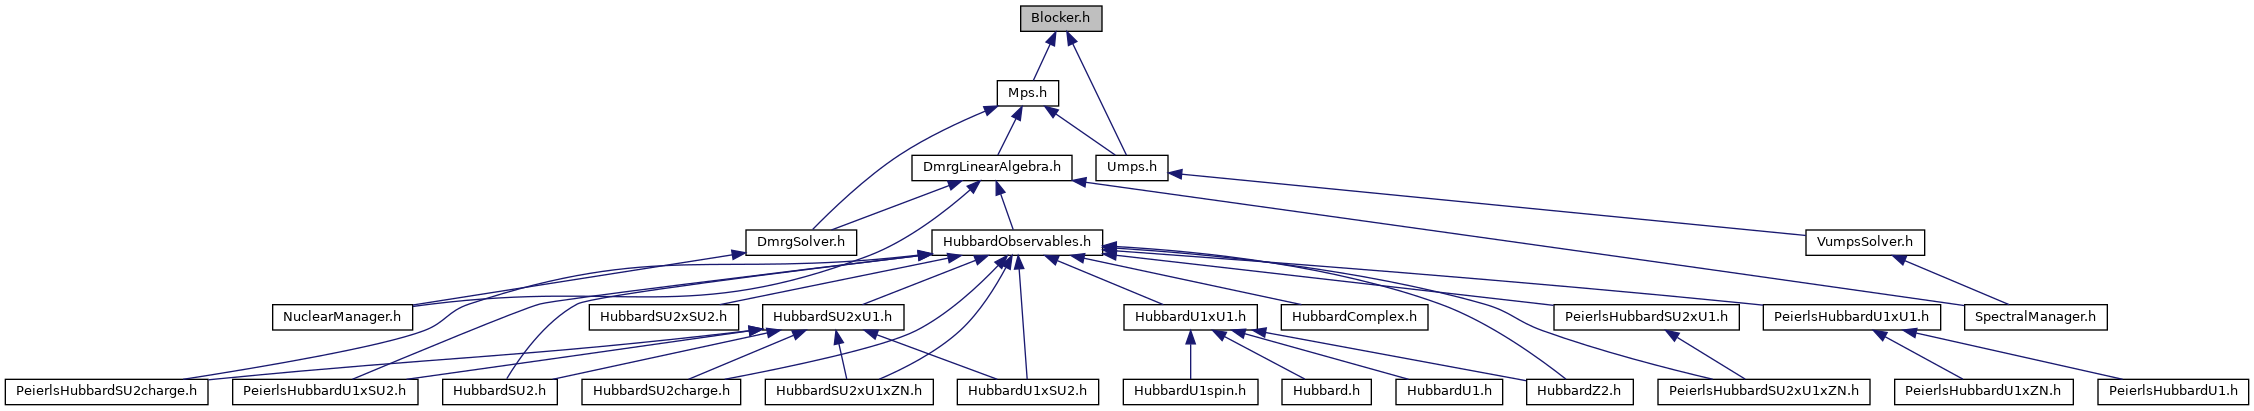 Blocker.h
Mps.h
DmrgLinearAlgebra.h
Umps.h
DmrgSolver.h
HubbardObservables.h
VumpsSolver.h
NuclearManager.h
HubbardSU2xSU2.h
HubbardSU2xU1.h
HubbardU1xU1.h
HubbardComplex.h
PeierlsHubbardSU2xU1.h
PeierlsHubbardU1xU1.h
SpectralManager.h
PeierlsHubbardSU2charge.h
PeierlsHubbardU1xSU2.h
HubbardSU2.h
HubbardSU2charge.h
HubbardSU2xU1xZN.h
HubbardU1xSU2.h
HubbardU1spin.h
Hubbard.h
HubbardU1.h
HubbardZ2.h
PeierlsHubbardSU2xU1xZN.h
PeierlsHubbardU1xZN.h
PeierlsHubbardU1.h